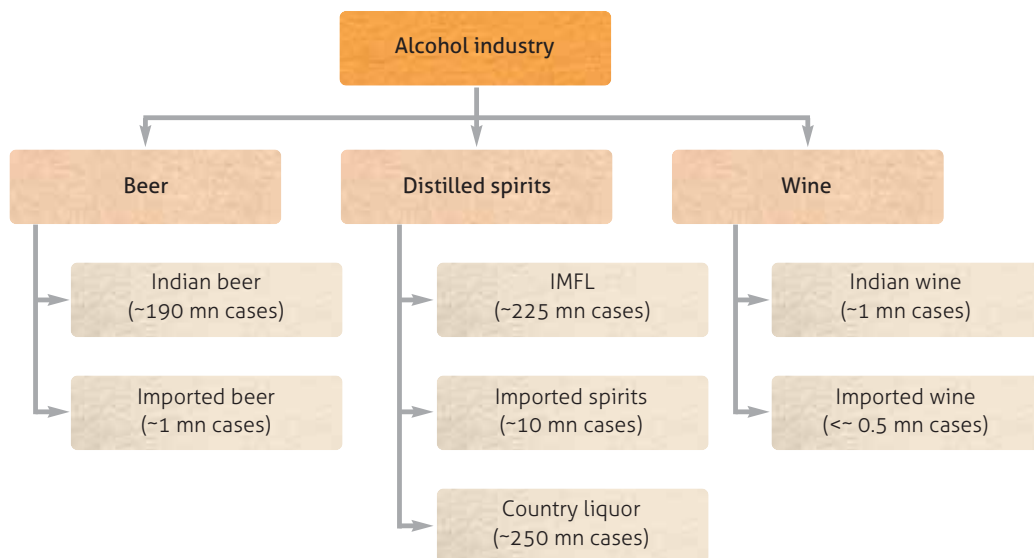 Alcohol industry
Beer
Distilled spirits
Wine
Indian beer
(~190 mn cases)
IMFL
(~225 mn cases)
Indian wine
(~1 mn cases)
Imported beer
(~1 mn cases)
Imported spirits
(~10 mn cases)
Imported wine
(<~ 0.5 mn cases)
Country liquor
(~250 mn cases)